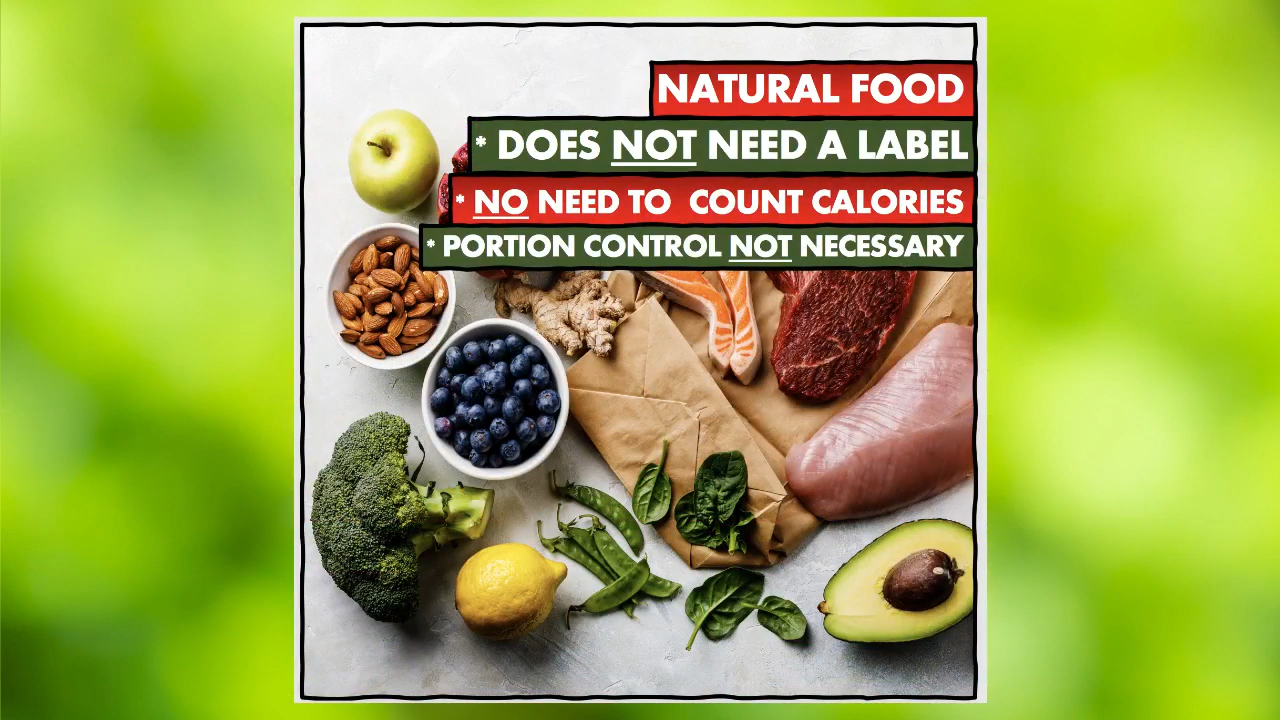 NATURAL FOOD
* DOES NOT NEED A LABEL
* NO NEED TO  COUNT CALORIES
* PORTION CONTROL NOT NECESSARY